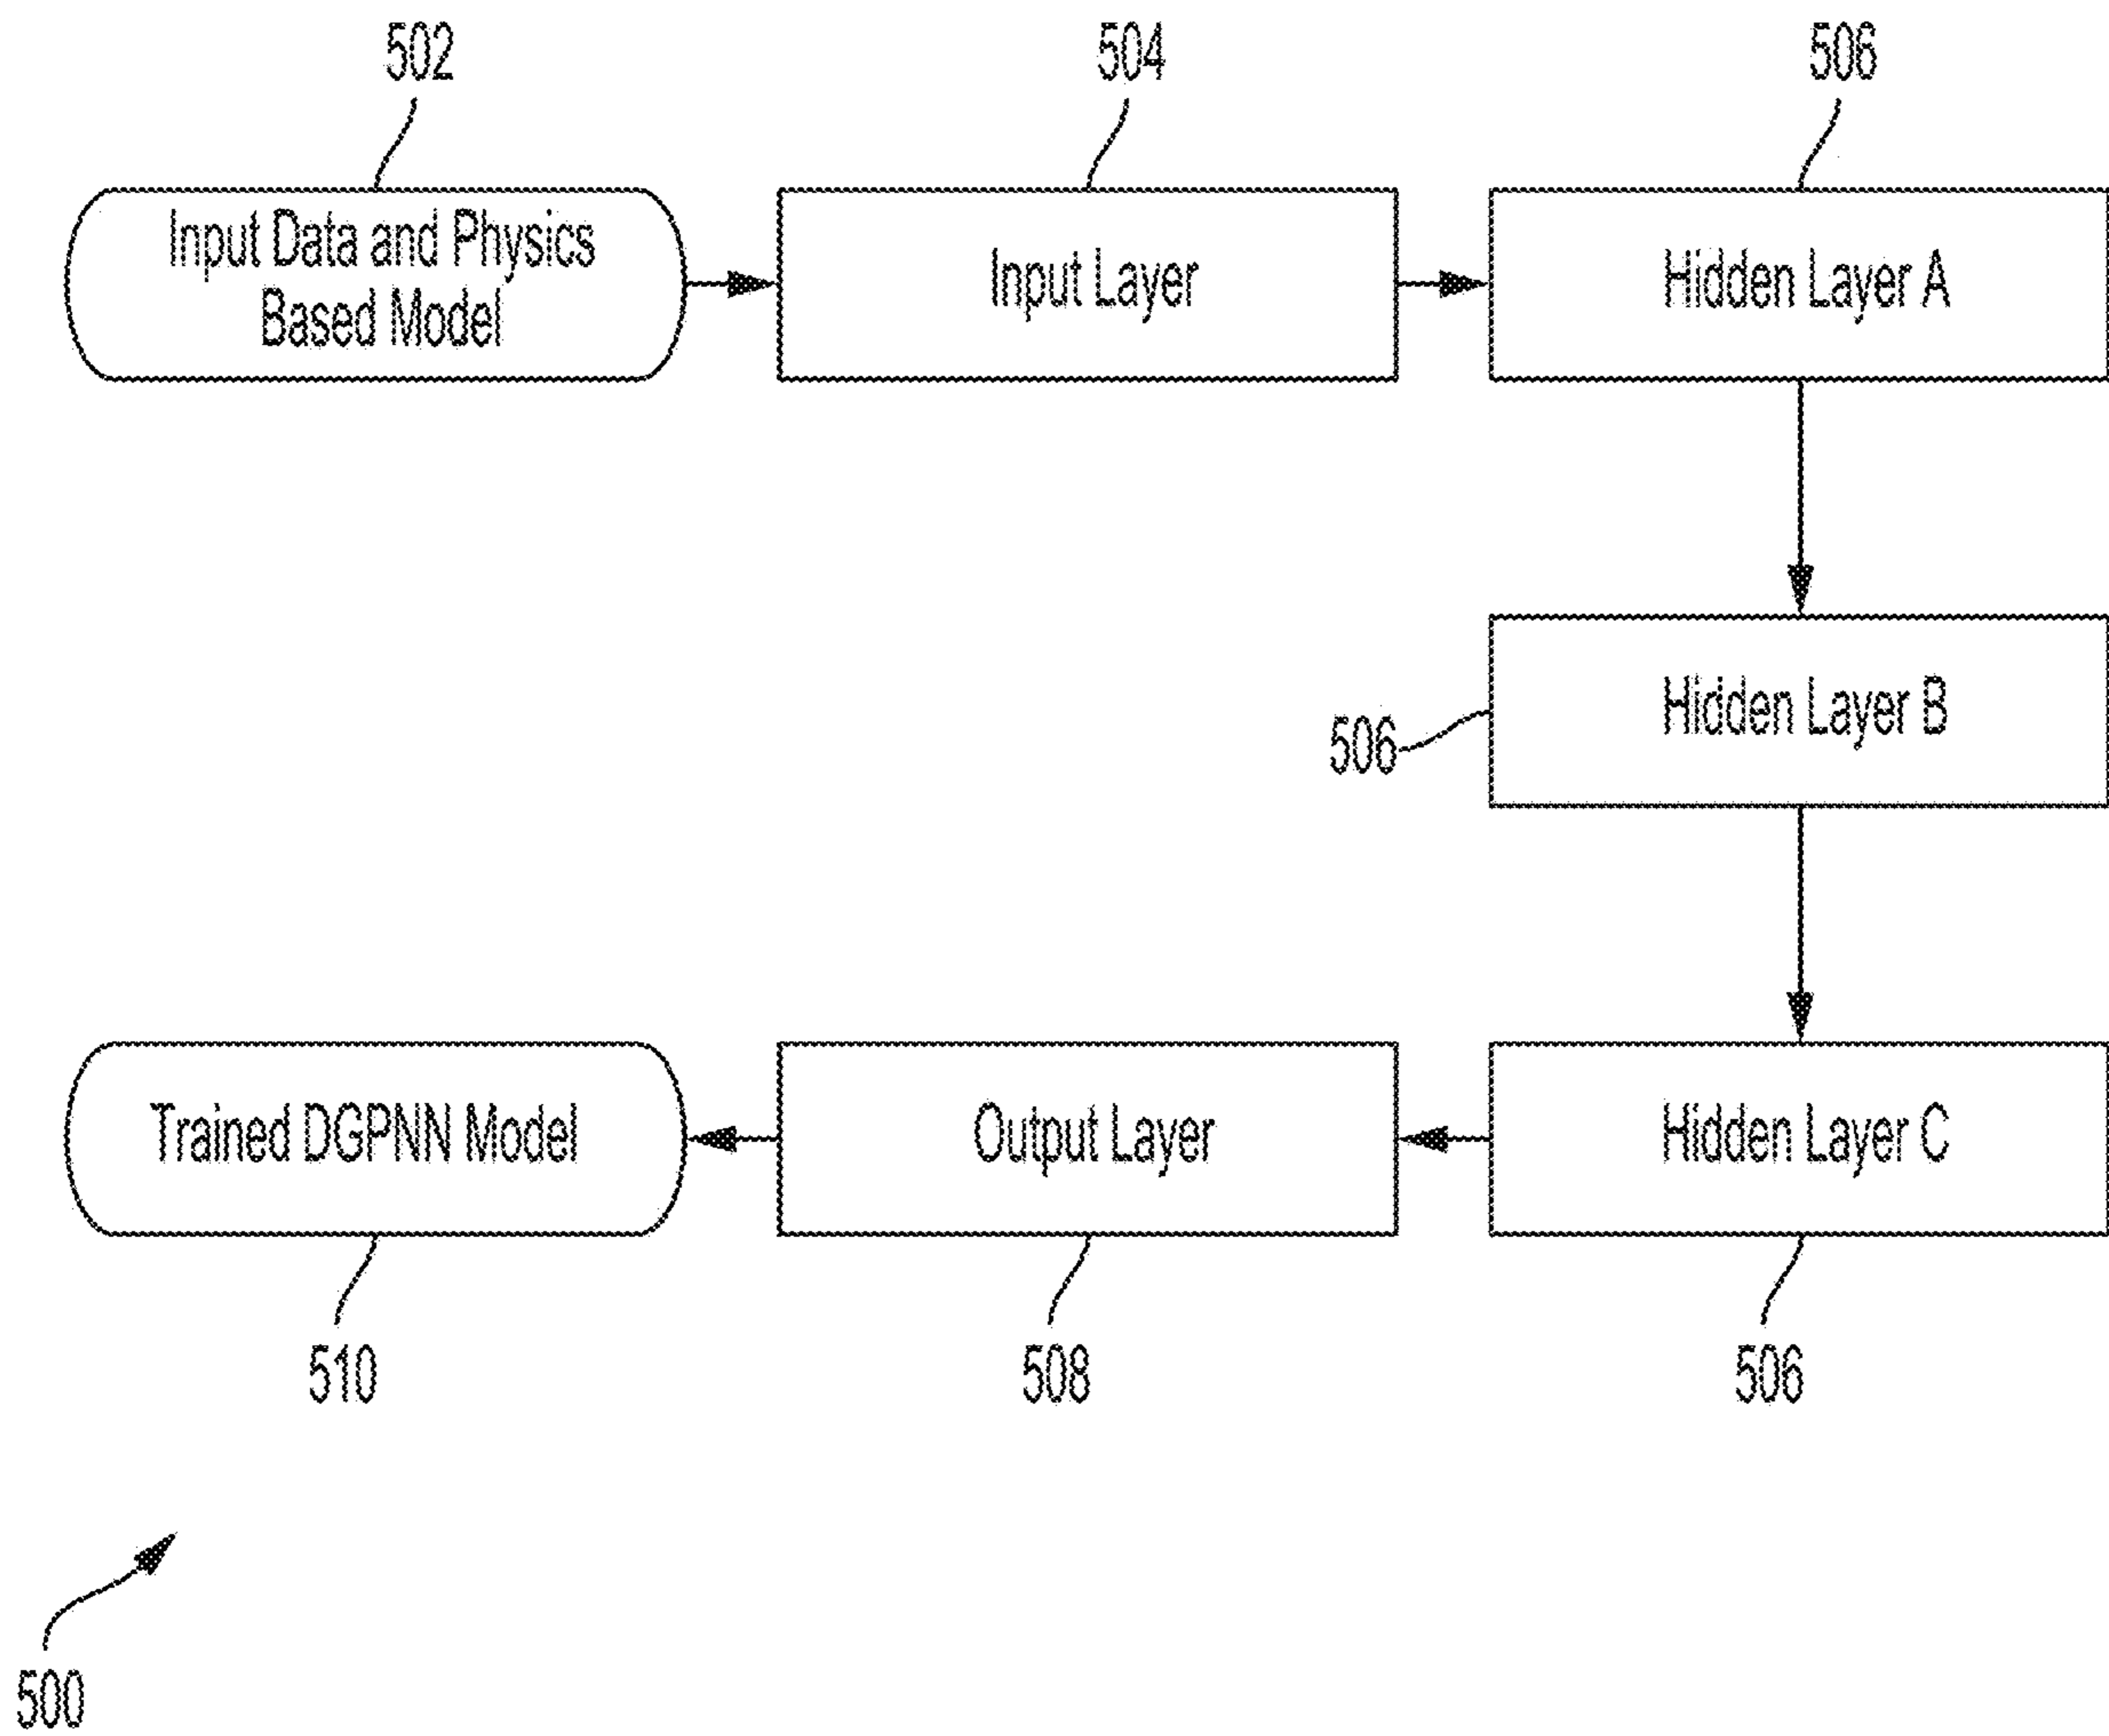 502
504
506
Input Data and Physics
Based Model
Input Layer
Hidden Layer A
506
Hidden Layer B
Trained DGPNN Model
Output Layer
Hidden Layer C
510
508
506
500